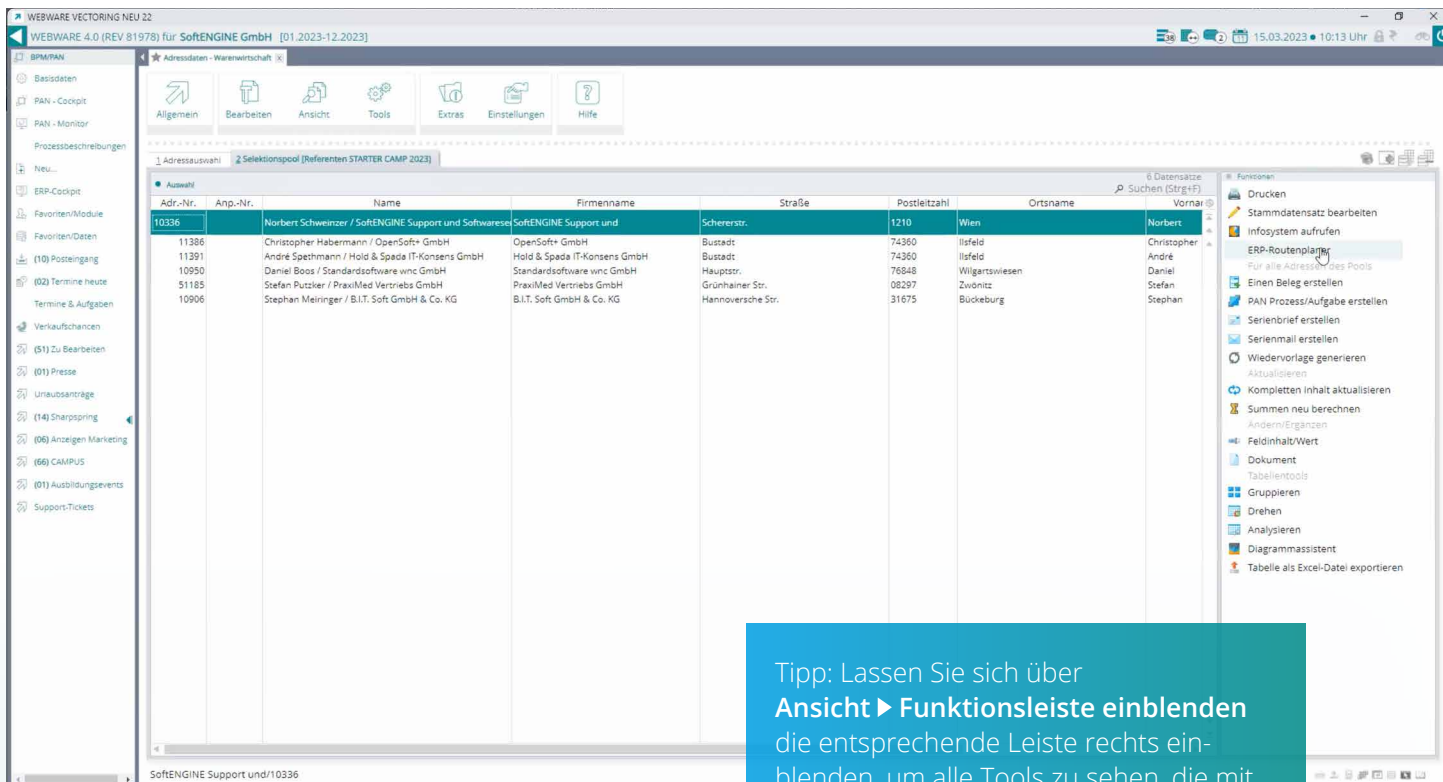 WEBWARE VECTORING NEU 22
WEBWARE 4.0 (REV 81978) für SoftENGINE GmbH [01.2023-12.2023]
38 2 15.03.2023 • 10:13 Uhr
BPM/PAN
Adressdaten - Warenwirtschaft
Basisdaten
PAN - Cockpit
PAN - Monitor
Prozessbeschreibungen
Neu...
ERP-Cockpit
Favoriten/Module
Favoriten/Daten
(10) Posteingang
(02) Termine heute
Termine & Aufgaben
Verkaufschancen
(51) Zu Bearbeiten
(01) Presse
Urlaubsanträge
(14) Sharpspring
(06) Anzeigen Marketing
(66) CAMPUS
(01) Ausbildungsevents
Support-Tickets
Allgemein Bearbeiten Ansicht Tools Extras Einstellungen Hilfe
1 Adressauswahl 2 Selektionspool [Referenten STARTER CAMP 2023]
Auswahl
6 Datensätze
Suchen (Strg+F)
Adr.-Nr. Anp.-Nr. Name Firmenname Straße Postleitzahl Ortsname Vorna
10336 Norbert Schweinzer / SoftENGINE Support und Softwareser SoftENGINE Support und Schererstr. 1210 Wien Norbert
11386 Christopher Habermann / OpenSoft+ GmbH OpenSoft+ GmbH Bustadt 74360 Ilsfeld Christopher
11391 André Spethmann / Hold & Spada IT-Konsens GmbH Hold & Spada IT-Konsens GmbH Bustadt 74360 Ilsfeld André
10950 Daniel Boos / Standardsoftware wnc GmbH Standardsoftware wnc GmbH Hauptstr. 76848 Wilgartswiesen Daniel
51185 Stefan Putzker / PraxiMed Vertriebs GmbH PraxiMed Vertriebs GmbH Grünhainer Str. 08297 Zwönitz Stefan
10906 Stephan Meiringer / B.I.T. Soft GmbH & Co. KG B.I.T. Soft GmbH & Co. KG Hannoversche Str. 31675 Bückeburg Stephan
Funktionen
Drucken
Stammdatensatz bearbeiten
Infosystem aufrufen
ERP-Routenplaner
Für alle Adressen des Pools
Einen Beleg erstellen
PAN Prozess/Aufgabe erstellen
Serienbrief erstellen
Serienmail erstellen
Wiedervorlage generieren
Aktualisieren
Kompletten Inhalt aktualisieren
Summen neu berechnen
Ändern/Ergänzen
Feldinhalt/Wert
Dokument
Tabellentools
Gruppieren
Drehen
Analysieren
Diagrammassistent
Tabelle als Excel-Datei exportieren
Tipp: Lassen Sie sich über
Ansicht ▶ Funktionsleiste einblenden
die entsprechende Leiste rechts ein-
blenden, um alle Tools zu sehen, die mit
SoftENGINE Support und/10336